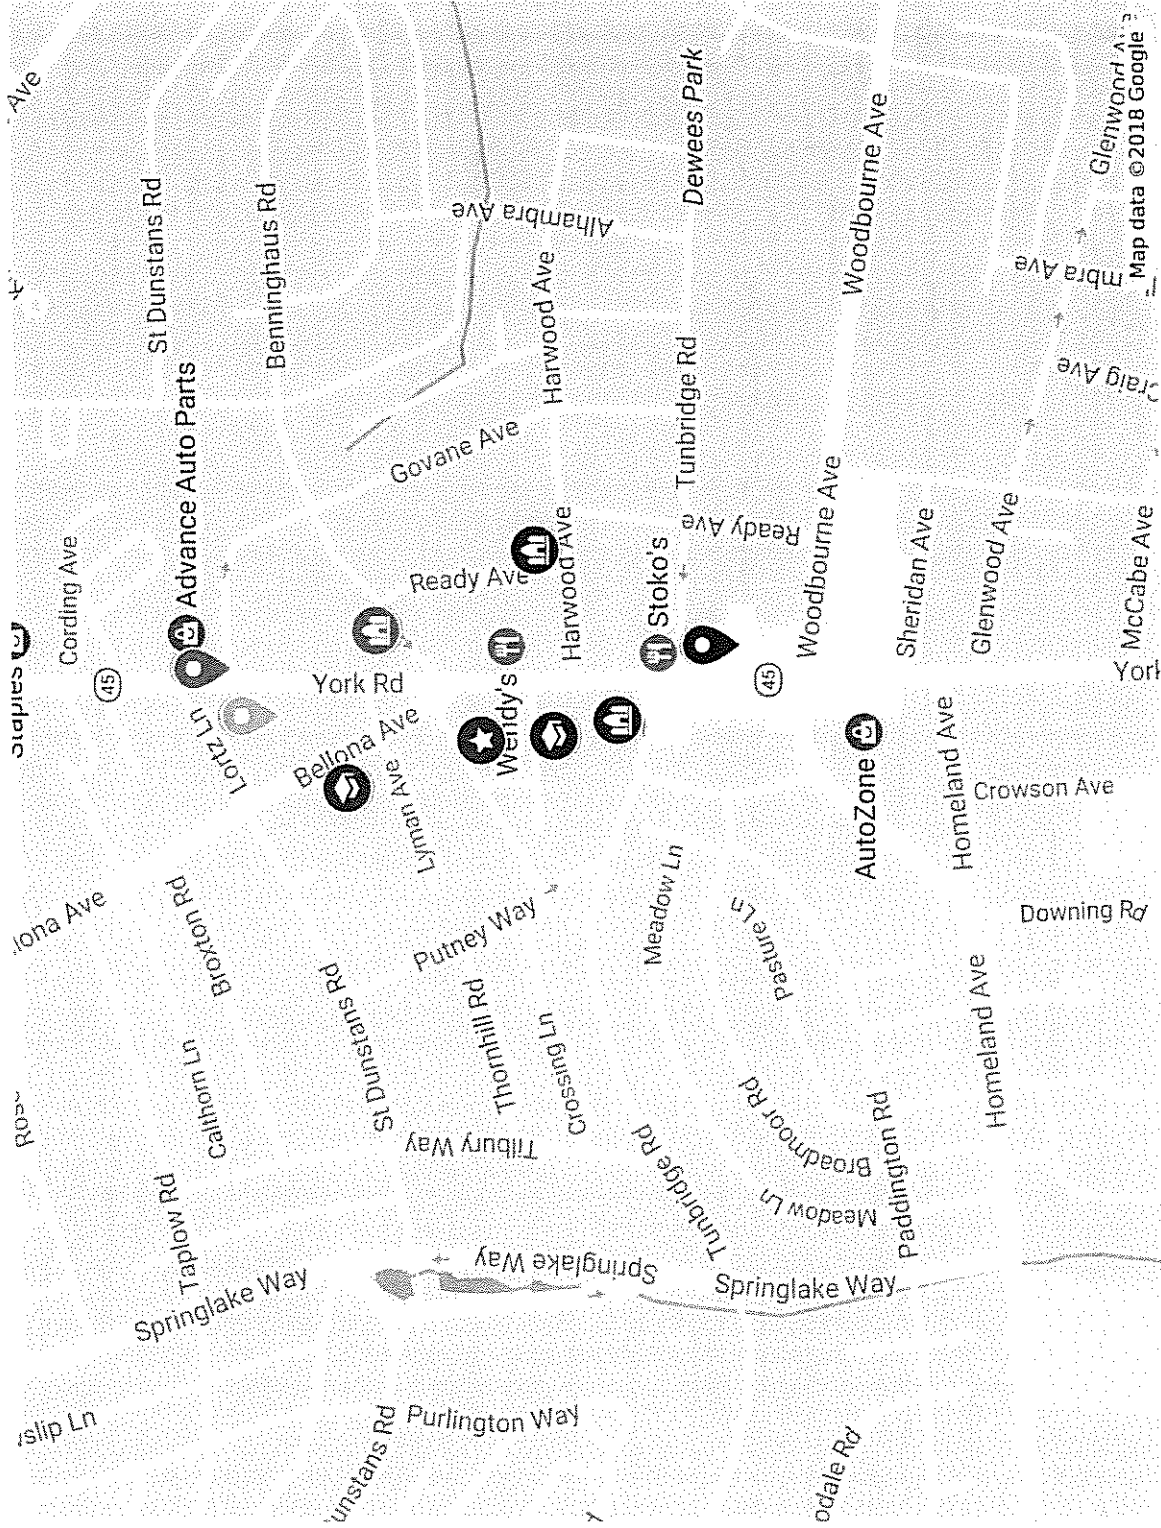 Ave
St Dunstans Rd
Benninghaus Rd
Alhambra Ave
Dewees Park
Woodbourne Ave
Glenwood
Map data ©2018 Google
mbra Ave
Harwood Ave
Advance Auto Parts
Govane Ave
Tunbridge Rd
raig Ave
Cording Ave
Ready Ave
Harwood Ave
Stoko's
Ready Ave
Woodbourne Ave
Sheridan Ave
Glenwood Ave
McCabe Ave
Staples
45
York Rd
45
York
Lortz Ln
Bellona Ave
Wendy's
Lyman Ave
AutoZone
Homeland Ave
Crowson Ave
lona Ave
Broxton Rd
Putney Way
Meadow Ln
Pasture Ln
Downing Rd
St Dunstans Rd
Thornhill Rd
Crossing Ln
Homeland Ave
Calthorn Ln
Tilbury Way
Tunbridge Rd
Broadmoor Rd
Paddington Rd
Meadow Ln
Taplow Rd
Springlake Way
Springlake Way
Springlake Way
slip Ln
unstans Rd
Purlington Way
odale Rd